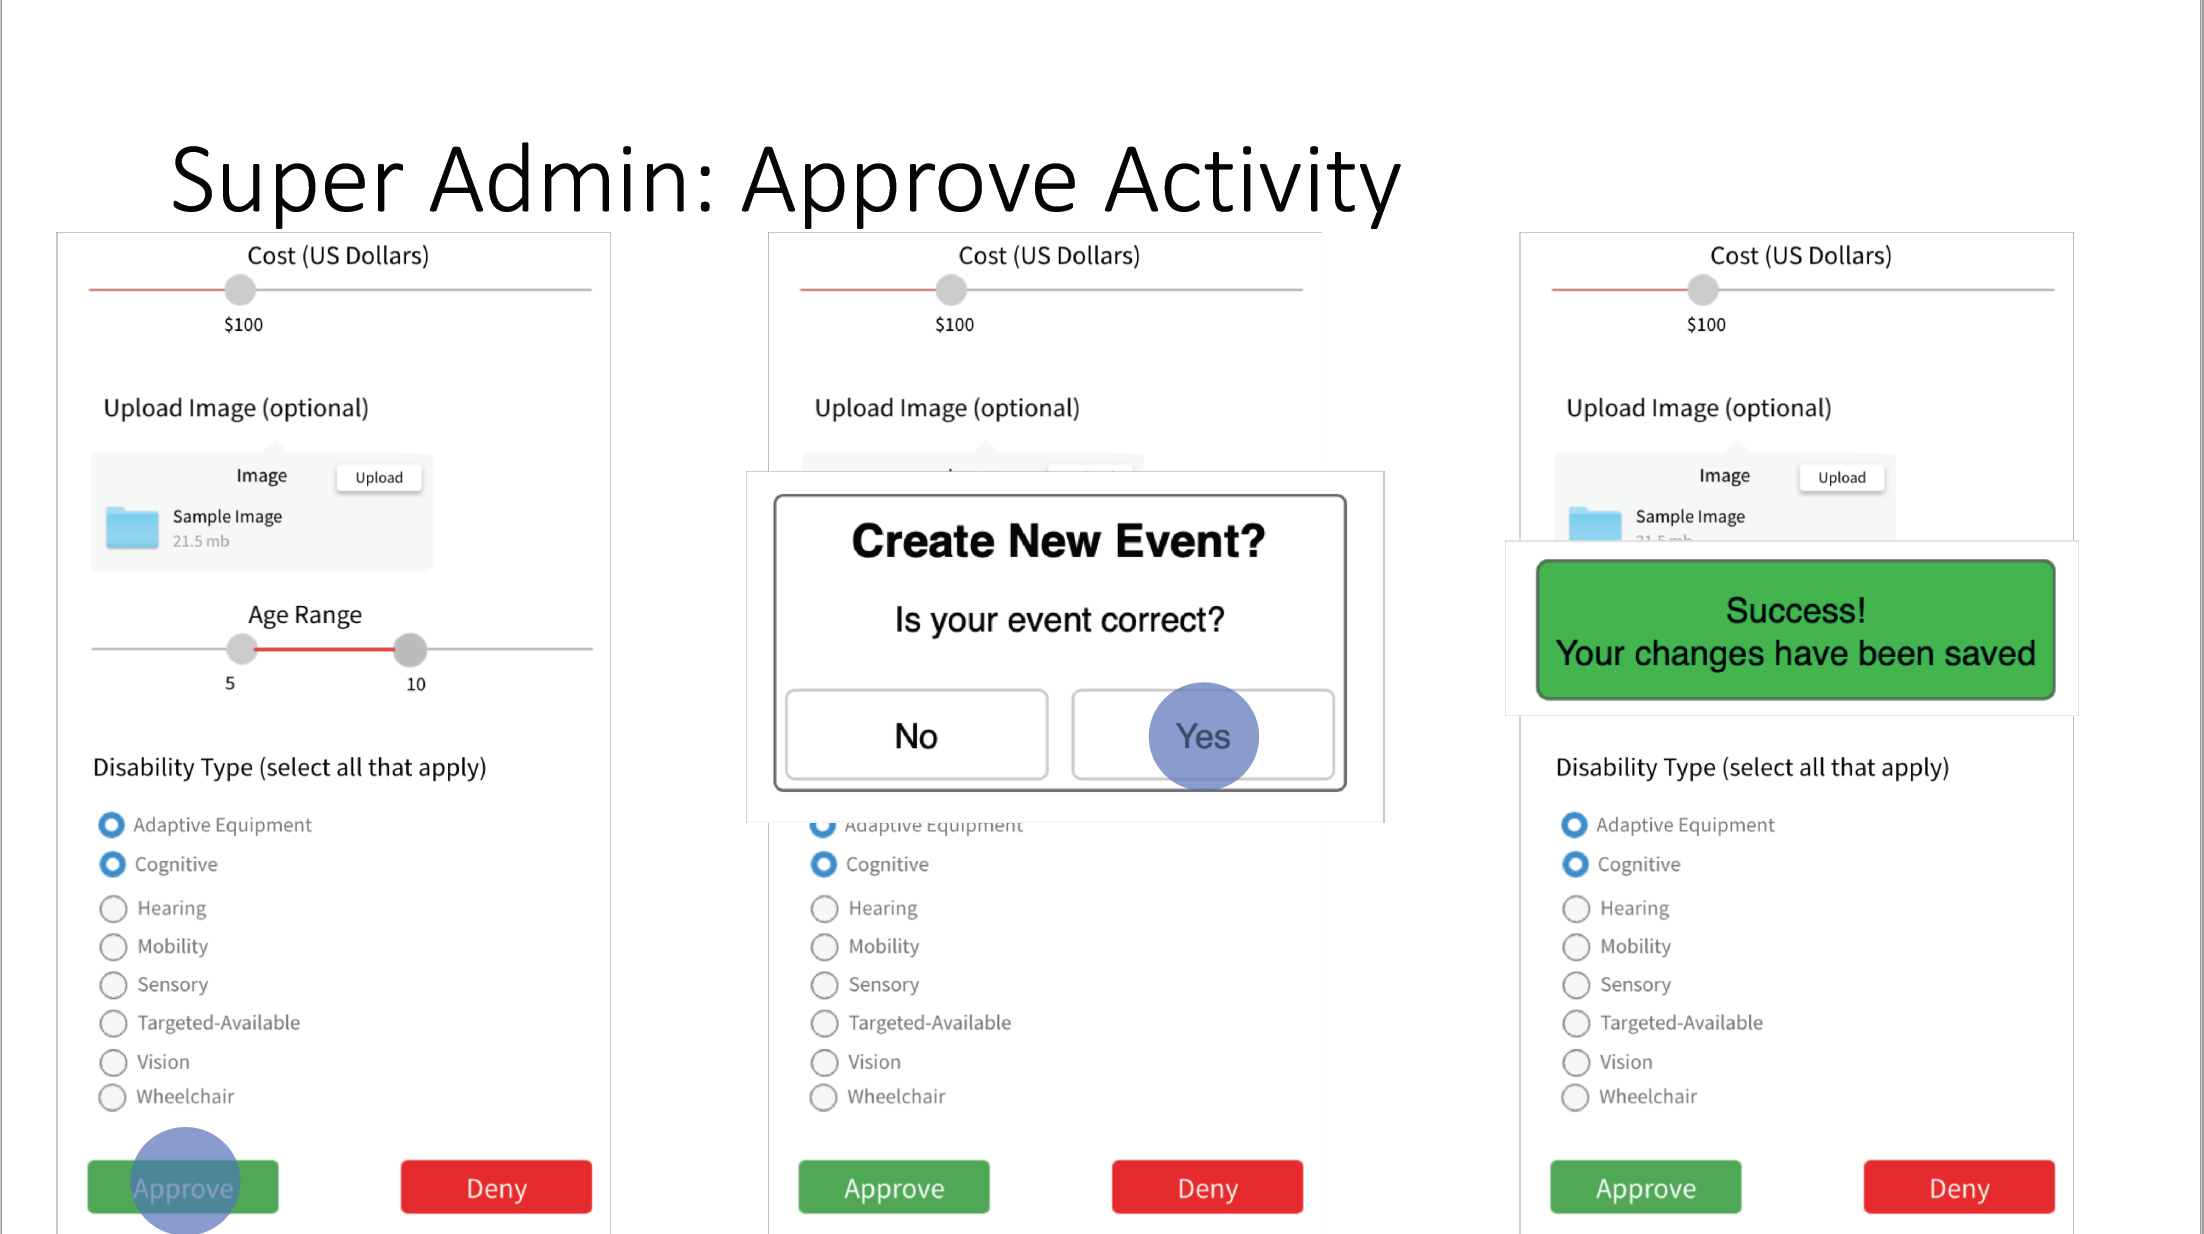 Super Admin: Approve Activity
Cost (US Dollars)
$100
Upload Image (optional)
Image
Upload
Sample Image
21.5 mb
Age Range
5
10
Disability Type (select all that apply)
Adaptive Equipment
Cognitive
Hearing
Mobility
Sensory
Targeted-Available
Vision
Wheelchair
Approve
Deny
Cost (US Dollars)
$100
Upload Image (optional)
Create New Event?
Is your event correct?
No
Yes
Adaptive Equipment
Cognitive
Hearing
Mobility
Sensory
Targeted-Available
Vision
Wheelchair
Approve
Deny
Cost (US Dollars)
$100
Upload Image (optional)
Image
Upload
Sample Image
21.5 mb
Success!
Your changes have been saved
Disability Type (select all that apply)
Adaptive Equipment
Cognitive
Hearing
Mobility
Sensory
Targeted-Available
Vision
Wheelchair
Approve
Deny